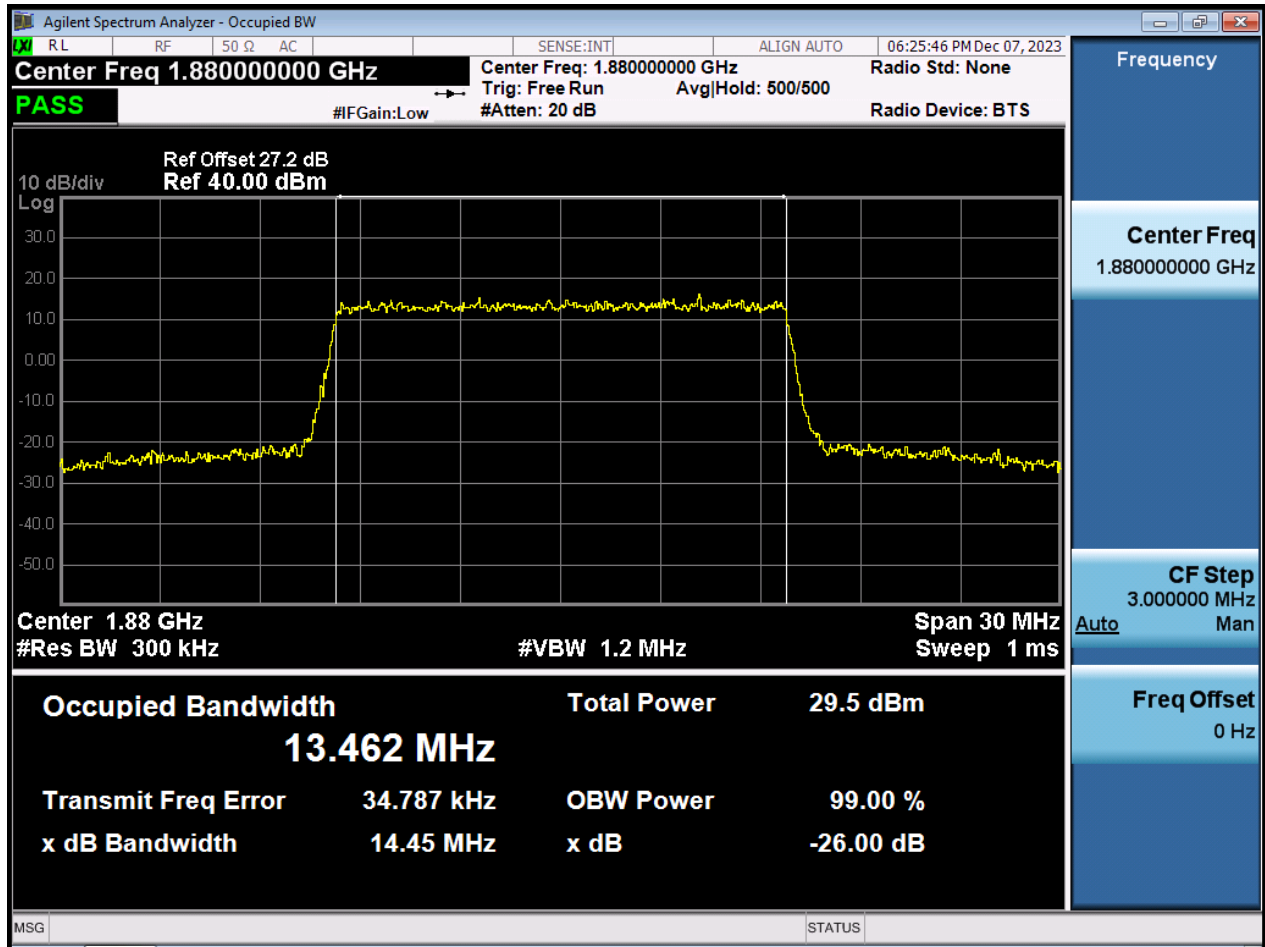 Agilent Spectrum Analyzer - Occupied BW
LXI RL RF 50 Ω AC SENSE:INT ALIGN AUTO 06:25:46 PM Dec 07, 2023
Center Freq 1.880000000 GHz
PASS
#IFGain:Low
Center Freq: 1.880000000 GHz
Trig: Free Run Avg|Hold: 500/500
#Atten: 20 dB
Radio Std: None
Radio Device: BTS
Ref Offset 27.2 dB
10 dB/div Ref 40.00 dBm
Log
30.0
20.0
10.0
0.00
-10.0
-20.0
-30.0
-40.0
-50.0
Center 1.88 GHz Span 30 MHz
#Res BW 300 kHz #VBW 1.2 MHz Sweep 1 ms
Occupied Bandwidth Total Power 29.5 dBm
13.462 MHz
Transmit Freq Error 34.787 kHz OBW Power 99.00 %
x dB Bandwidth 14.45 MHz x dB -26.00 dB
MSG STATUS
Frequency
Center Freq
1.880000000 GHz
CF Step
3.000000 MHz
Auto Man
Freq Offset
0 Hz